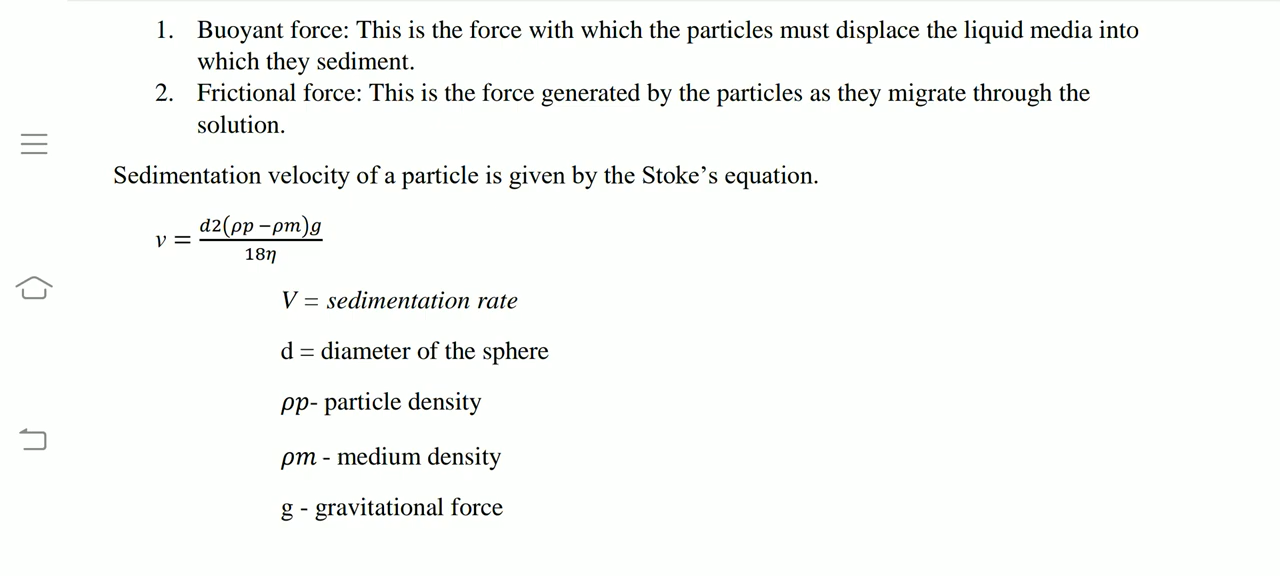 1. Buoyant force: This is the force with which the particles must displace the liquid media into
which they sediment.
2. Frictional force: This is the force generated by the particles as they migrate through the
solution.
Sedimentation velocity of a particle is given by the Stoke’s equation.
v = d2(ρp −ρm)g / 18η
V = sedimentation rate
d = diameter of the sphere
ρp- particle density
ρm - medium density
g - gravitational force